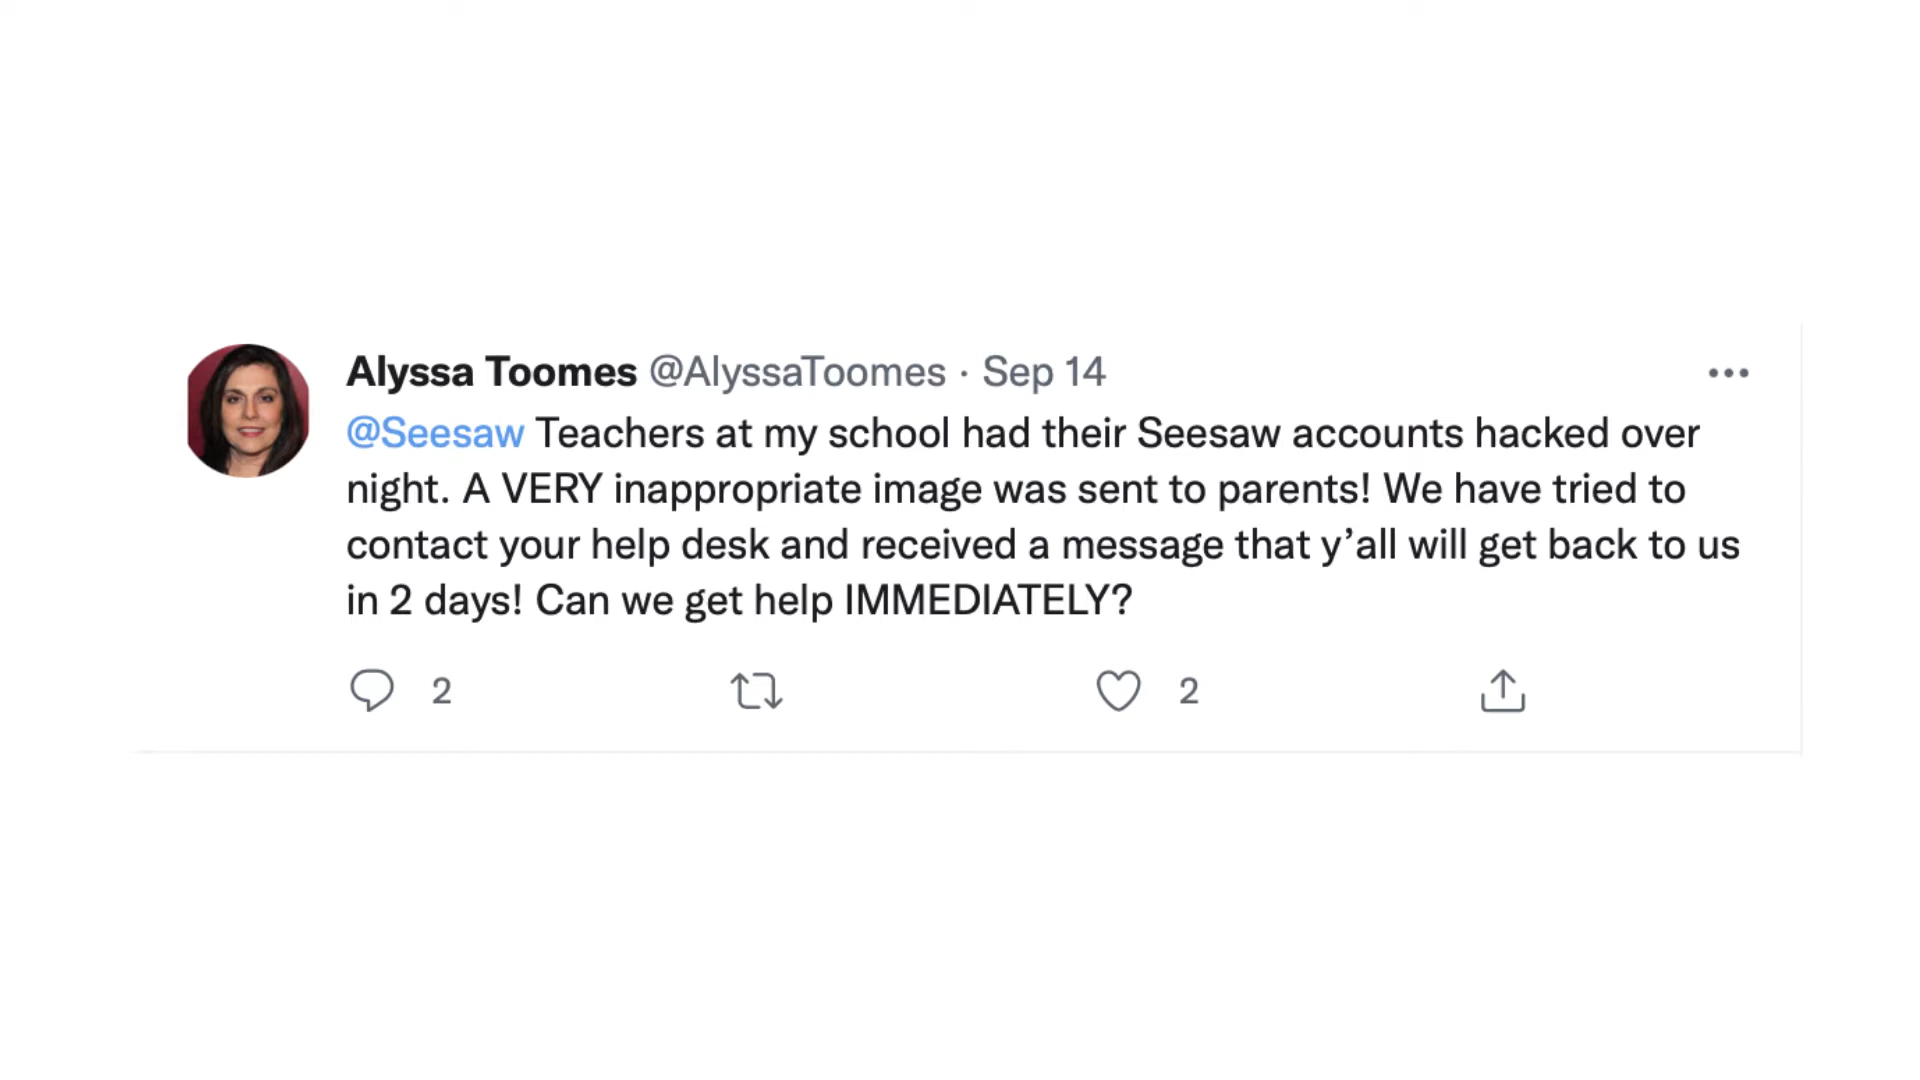 Alyssa Toomes @AlyssaToomes · Sep 14
@Seesaw Teachers at my school had their Seesaw accounts hacked over
night. A VERY inappropriate image was sent to parents! We have tried to
contact your help desk and received a message that y’all will get back to us
in 2 days! Can we get help IMMEDIATELY?
2 2